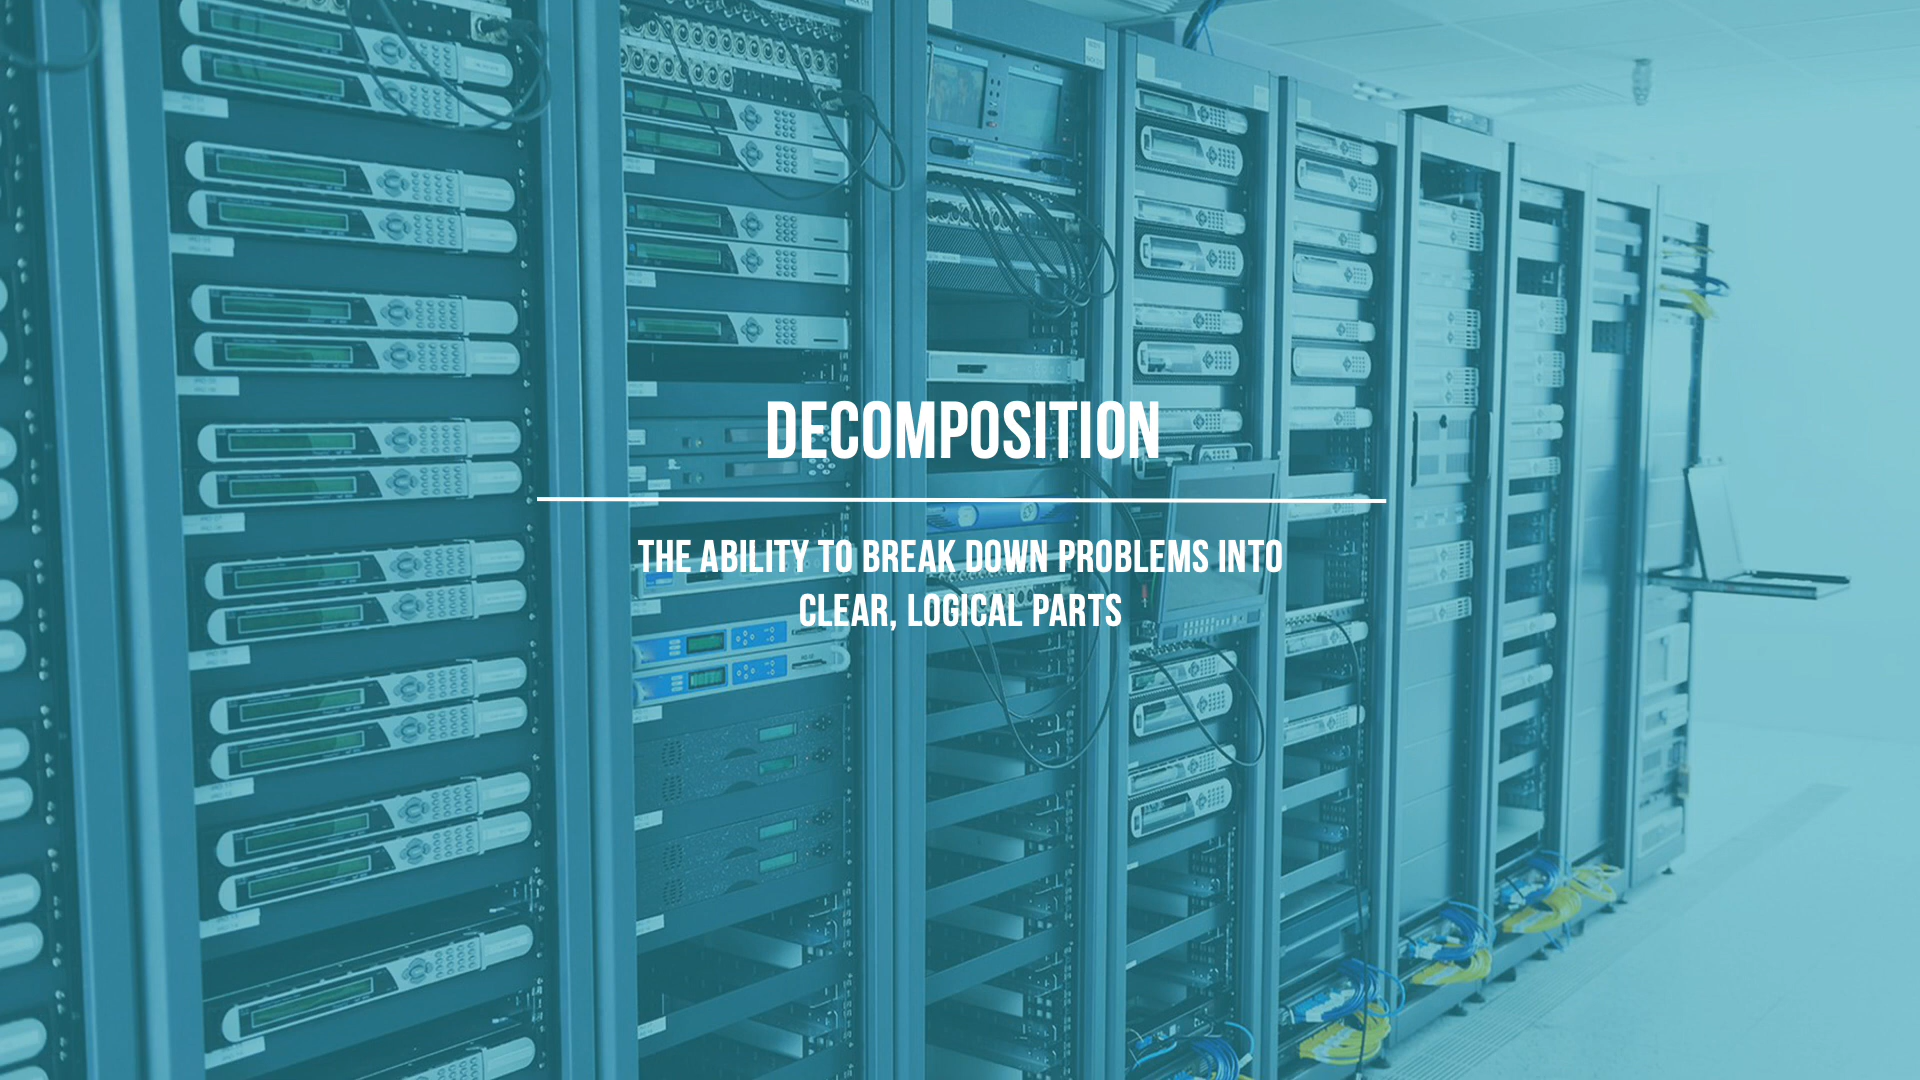 DECOMPOSITION
THE ABILITY TO BREAK DOWN PROBLEMS INTO
CLEAR, LOGICAL PARTS